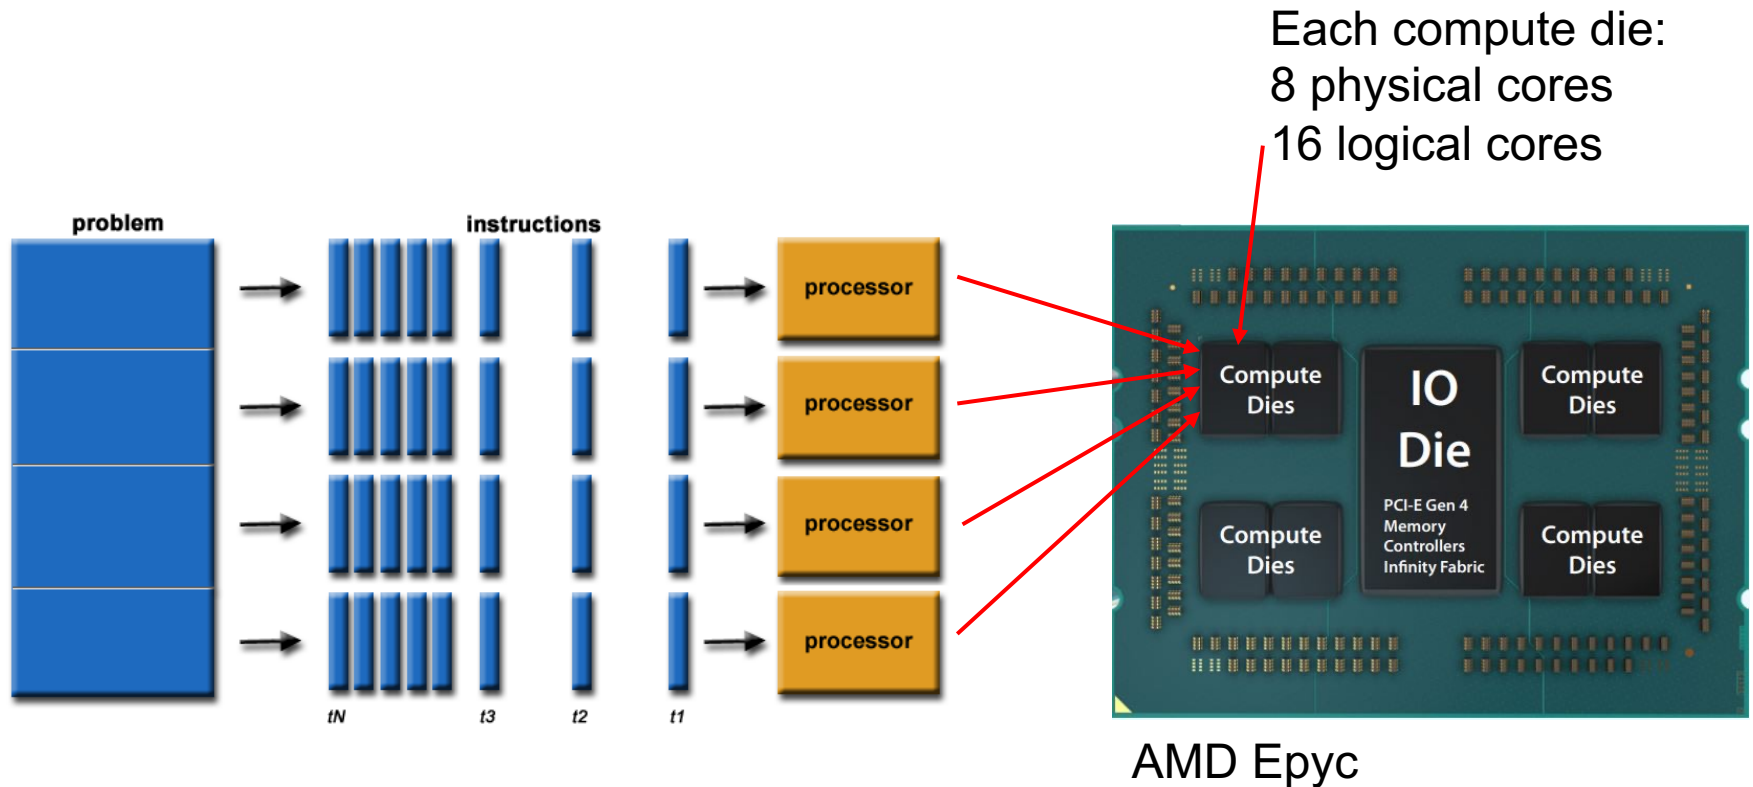 Each compute die:
8 physical cores
16 logical cores
problem
instructions
processor
processor
processor
processor
tN
t3
t2
t1
Compute
Dies
Compute
Dies
IO
Die
PCI-E Gen 4
Memory
Controllers
Infinity Fabric
Compute
Dies
Compute
Dies
AMD Epyc